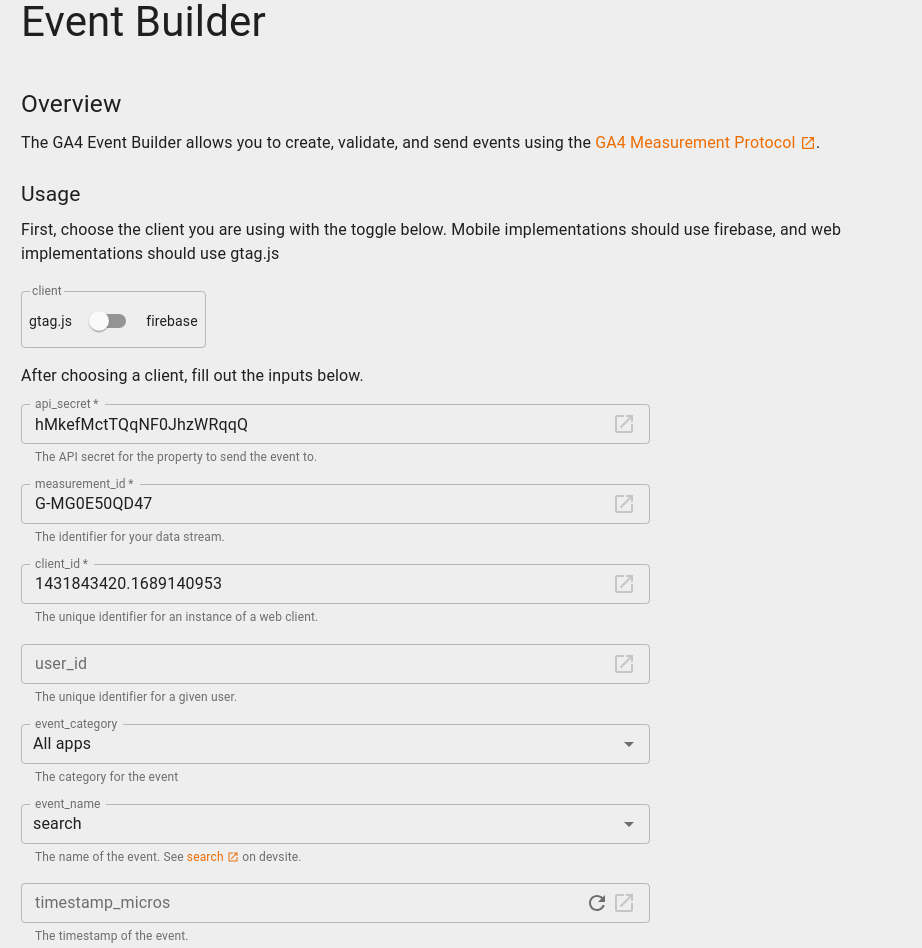 Event Builder
Overview
The GA4 Event Builder allows you to create, validate, and send events using the GA4 Measurement Protocol.
Usage
First, choose the client you are using with the toggle below. Mobile implementations should use firebase, and web
implementations should use gtag.js
client
gtag.js firebase
After choosing a client, fill out the inputs below.
api_secret *
hMkefMctTQqNF0JhzWRqqQ
The API secret for the property to send the event to.
measurement_id *
G-MG0E50QD47
The identifier for your data stream.
client_id *
1431843420.1689140953
The unique identifier for an instance of a web client.
user_id
The unique identifier for a given user.
event_category
All apps
The category for the event
event_name
search
The name of the event. See search on devsite.
timestamp_micros
The timestamp of the event.